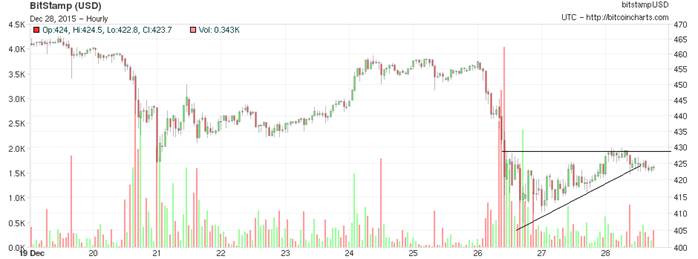 BitStamp (USD)
bitstampUSD
Dec 28, 2015 — Hourly
UTC - http://bitcoincharts.com
Op:424, Hi:424.5, Lo:422.8, Cl:423.7
Vol: 0.343K
4.5K
4.0K
3.5K
3.0K
2.5K
2.0K
1.5K
1.0K
0.5K
0.0K
465
460
455
450
445
440
435
430
425
420
415
410
405
400
19 Dec
20
21
22
23
24
25
26
27
28